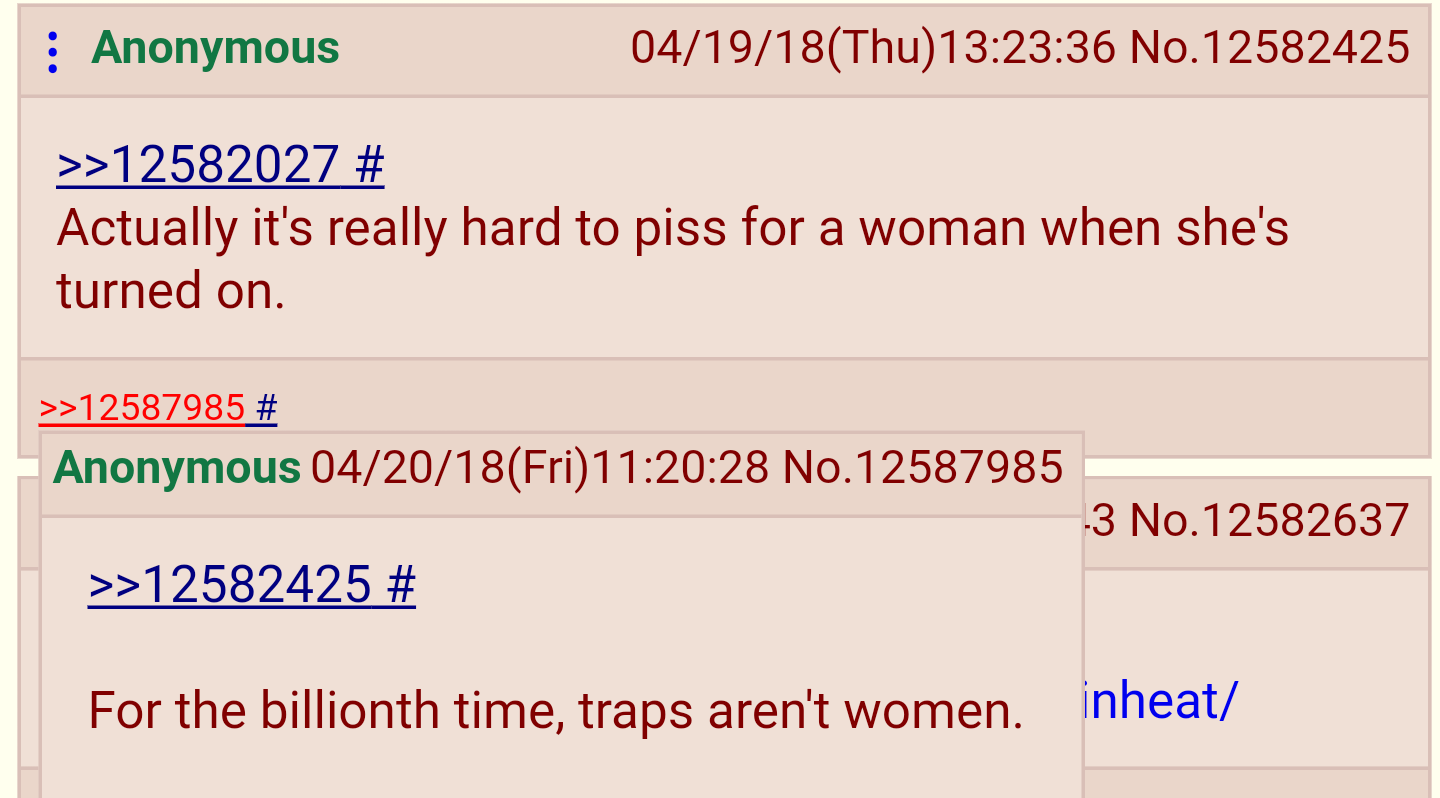 Anonymous 04/19/18(Thu)13:23:36 No.12582425
>>12582027 #
Actually it's really hard to piss for a woman when she's
turned on.
>>12587985 #
Anonymous 04/20/18(Fri)11:20:28 No.12587985
43 No.12582637
>>12582425 #
inheat/
For the billionth time, traps aren't women.